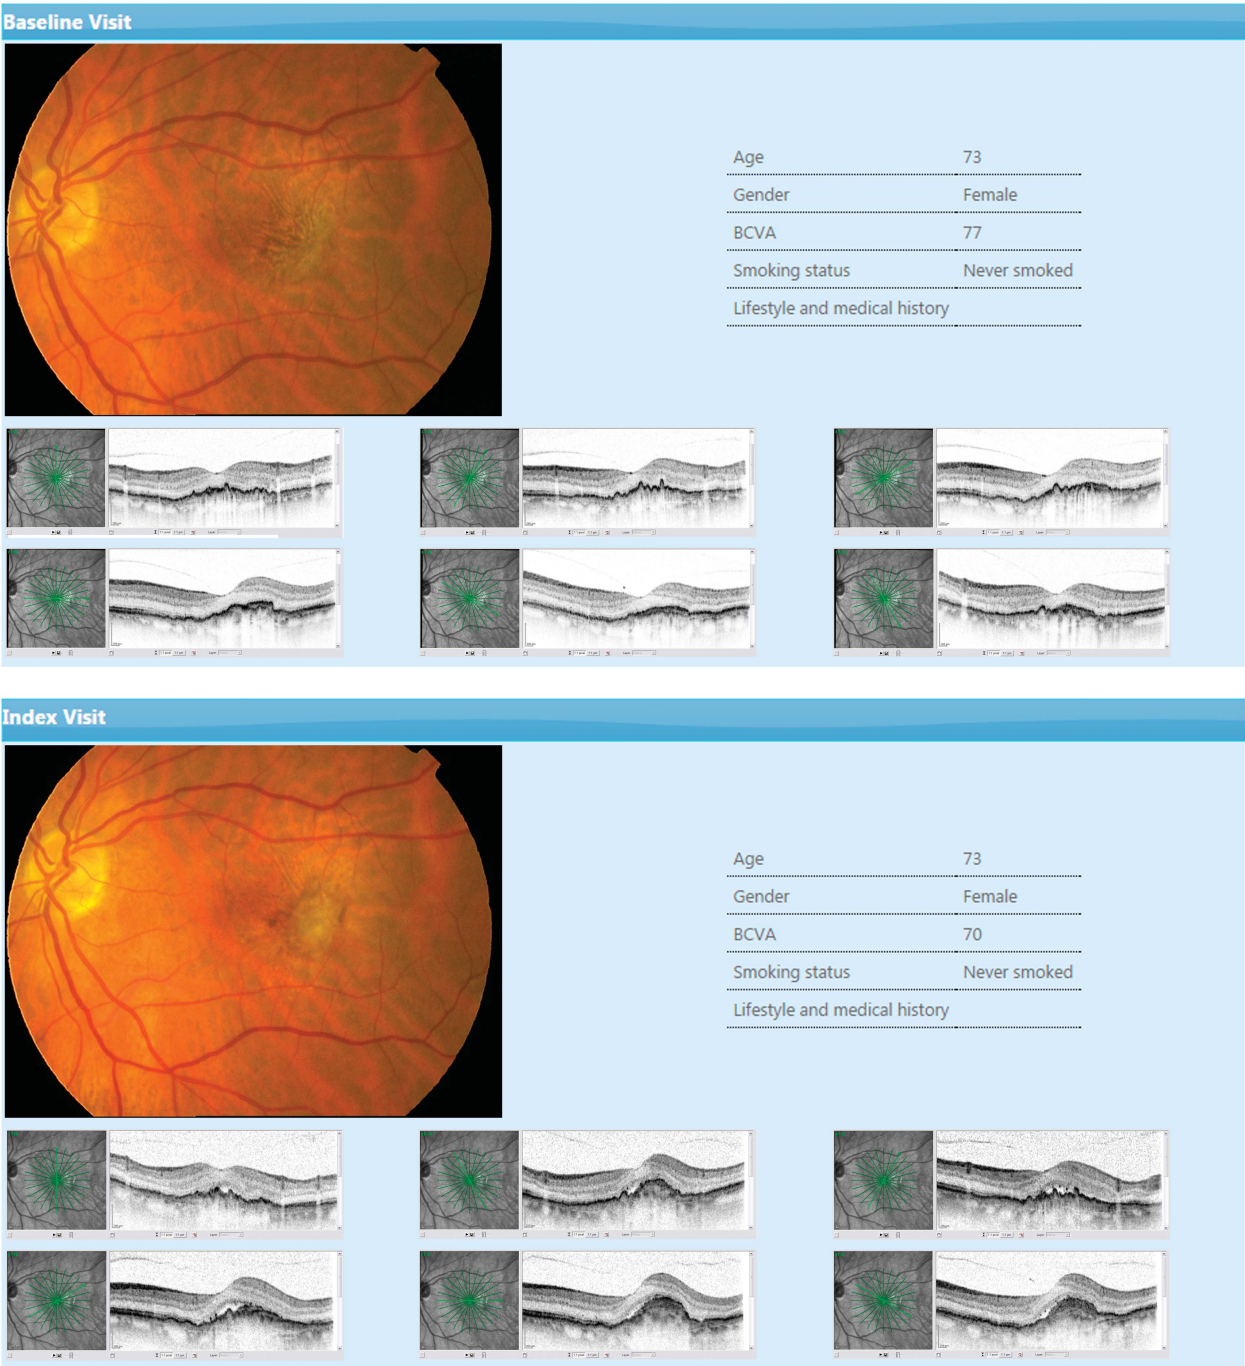 Baseline Visit
Age 73
Gender Female
BCVA 77
Smoking status Never smoked
Lifestyle and medical history
Index Visit
Age 73
Gender Female
BCVA 70
Smoking status Never smoked
Lifestyle and medical history